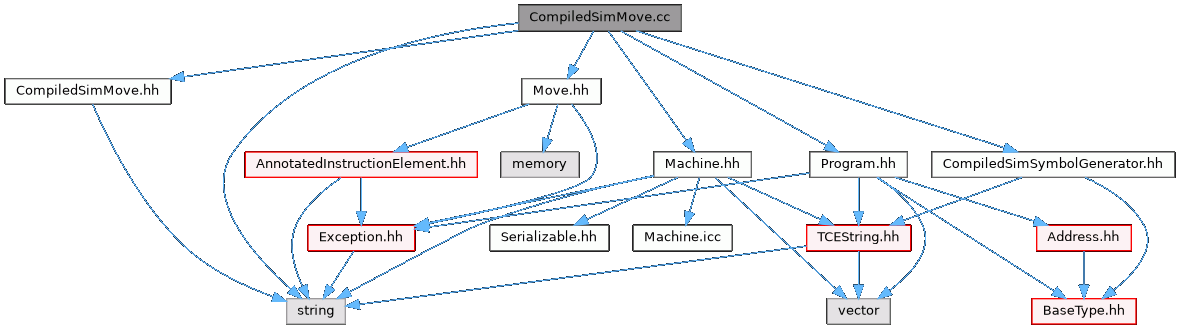 CompiledSimMove.cc
CompiledSimMove.hh
Move.hh
AnnotatedInstructionElement.hh
memory
Machine.hh
Program.hh
CompiledSimSymbolGenerator.hh
Exception.hh
Serializable.hh
Machine.icc
TCEString.hh
Address.hh
string
vector
BaseType.hh